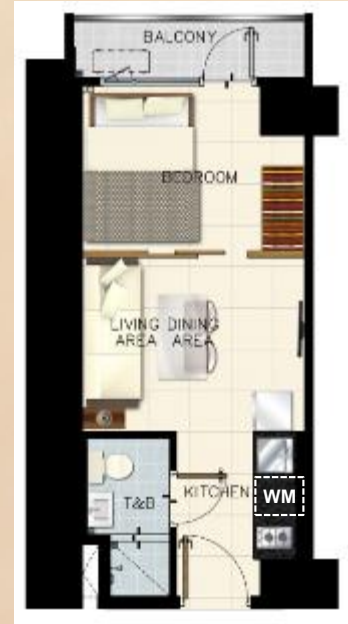 BALCONY
BEDROOM
LIVING DINING
AREA AREA
KITCHEN
WM
T&B